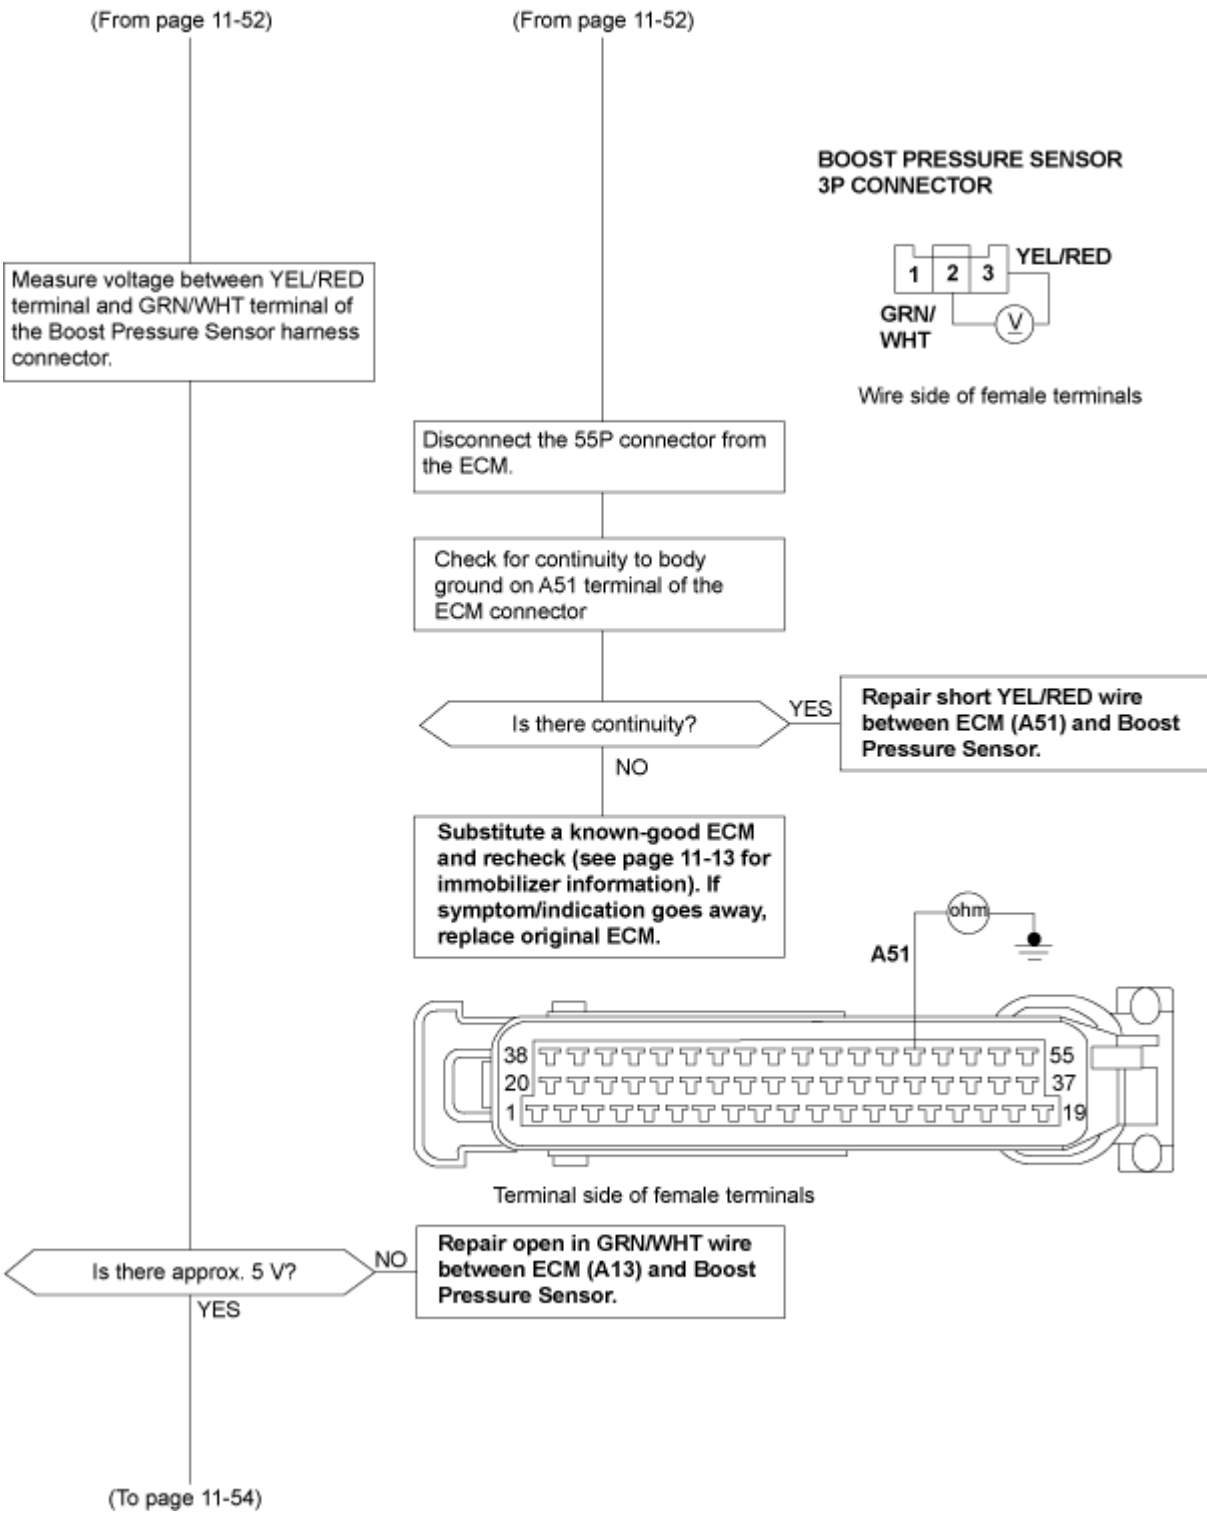 (From page 11-52)
(From page 11-52)
BOOST PRESSURE SENSOR
3P CONNECTOR
1 2 3
YEL/RED
GRN/
WHT
V
Wire side of female terminals
Measure voltage between YEL/RED
terminal and GRN/WHT terminal of
the Boost Pressure Sensor harness
connector.
Disconnect the 55P connector from
the ECM.
Check for continuity to body
ground on A51 terminal of the
ECM connector
Is there continuity?
YES
Repair short YEL/RED wire
between ECM (A51) and Boost
Pressure Sensor.
NO
Substitute a known-good ECM
and recheck (see page 11-13 for
immobilizer information). If
symptom/indication goes away,
replace original ECM.
ohm
A51
38 55
20 37
1 19
Terminal side of female terminals
Is there approx. 5 V?
NO
Repair open in GRN/WHT wire
between ECM (A13) and Boost
Pressure Sensor.
YES
(To page 11-54)